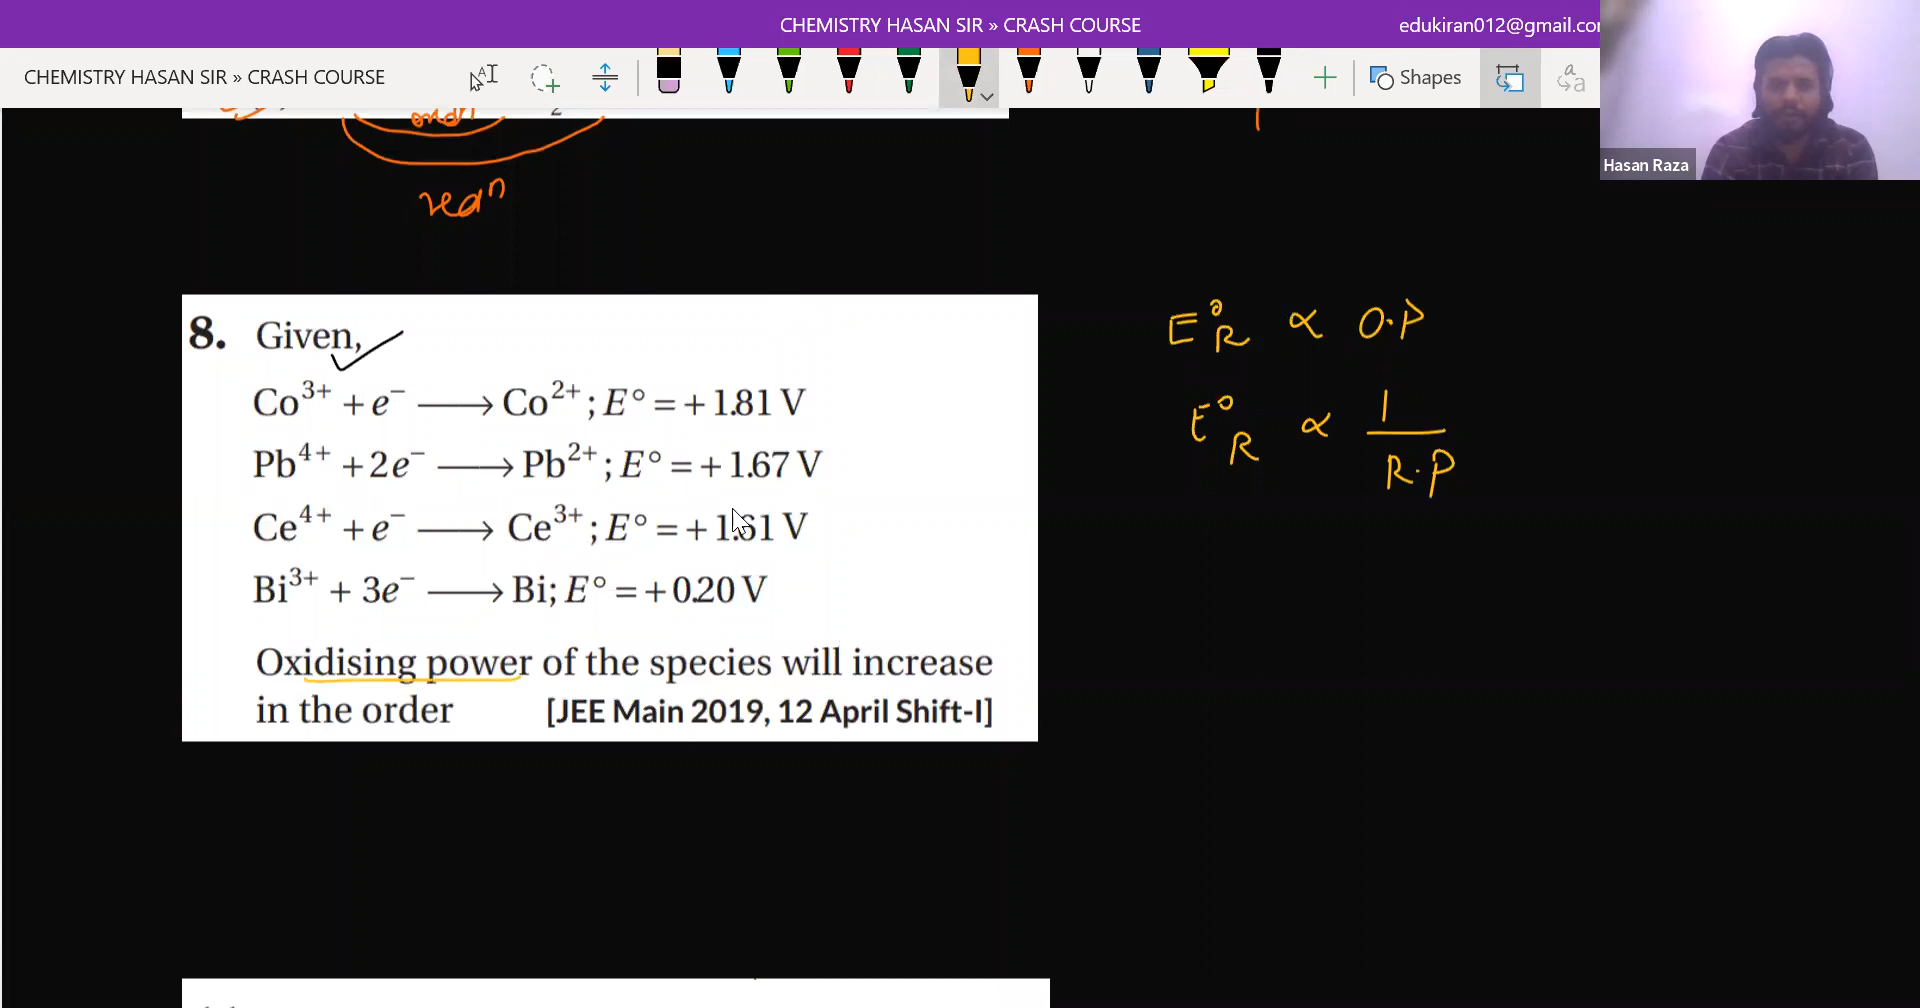 CHEMISTRY HASAN SIR » CRASH COURSE
edukiran012@gmail.co
CHEMISTRY HASAN SIR » CRASH COURSE
Shapes
Hasan Raza
reaⁿ
8. Given,
Co³⁺ + e⁻ ⟶ Co²⁺ ; E° = + 1.81 V
Pb⁴⁺ + 2e⁻ ⟶ Pb²⁺ ; E° = + 1.67 V
Ce⁴⁺ + e⁻ ⟶ Ce³⁺ ; E° = + 1.61 V
Bi³⁺ + 3e⁻ ⟶ Bi; E° = + 0.20 V
Oxidising power of the species will increase
in the order [JEE Main 2019, 12 April Shift-I]
E°R ∝ O.P
E°R ∝ 1/R.P